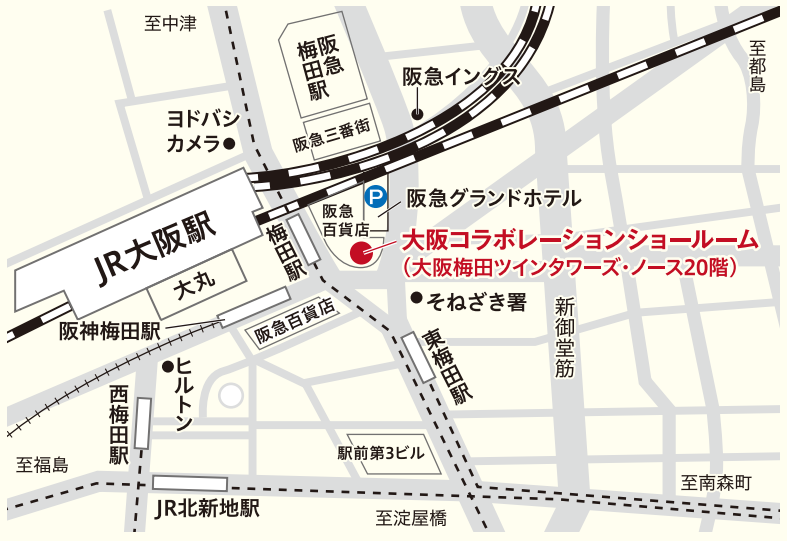 至中津
阪急
梅田駅
至都島
阪急イングス
ヨドバシ
カメラ
阪急三番街
P
阪急グランドホテル
阪急
百貨店
JR大阪駅
梅田駅
大阪コラボレーションショールーム
（大阪梅田ツインタワーズ・ノース20階）
大丸
そねざき署
阪神梅田駅
阪急百貨店
新御堂筋
東梅田駅
ヒルトン
西梅田駅
駅前第3ビル
至福島
至南森町
JR北新地駅
至淀屋橋